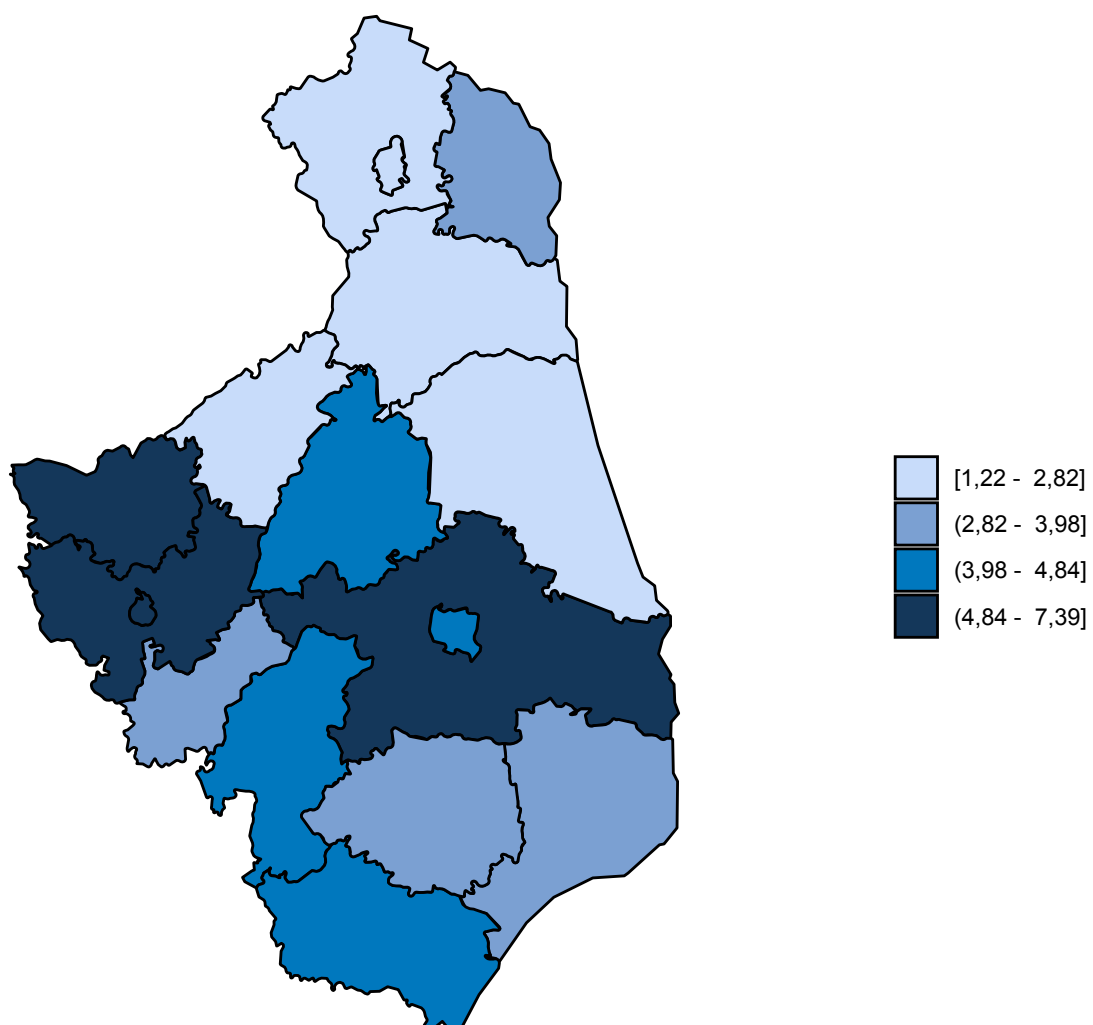 [1,22 - 2,82]
(2,82 - 3,98]
(3,98 - 4,84]
(4,84 - 7,39]